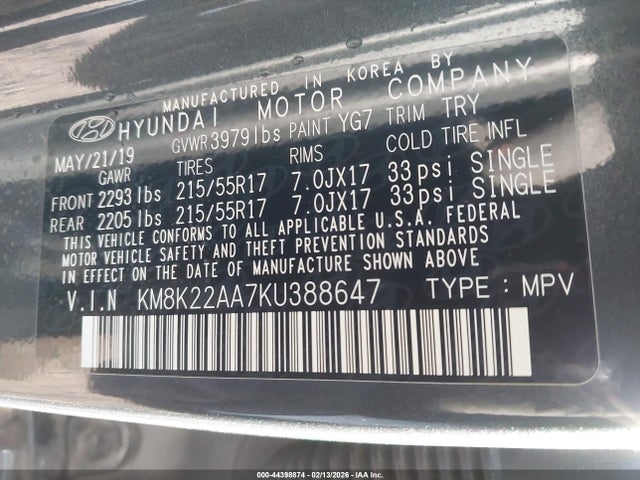 MANUFACTURED IN KOREA BY
HYUNDAI MOTOR COMPANY
MAY/21/19 GVWR 3979lbs PAINT YG7 TRIM TRY
GAWR TIRES RIMS COLD TIRE INFL
FRONT 2293lbs 215/55R17 7.0JX17 33psi SINGLE
REAR 2205lbs 215/55R17 7.0JX17 33psi SINGLE
THIS VEHICLE CONFORMS TO ALL APPLICABLE U.S.A. FEDERAL
MOTOR VEHICLE SAFETY AND THEFT PREVENTION STANDARDS
IN EFFECT ON THE DATE OF MANUFACTURE SHOWN ABOVE
V.I.N KM8K22AA7KU388647 TYPE : MPV
000-44398874 | 02/13/2026 | IAA Inc.